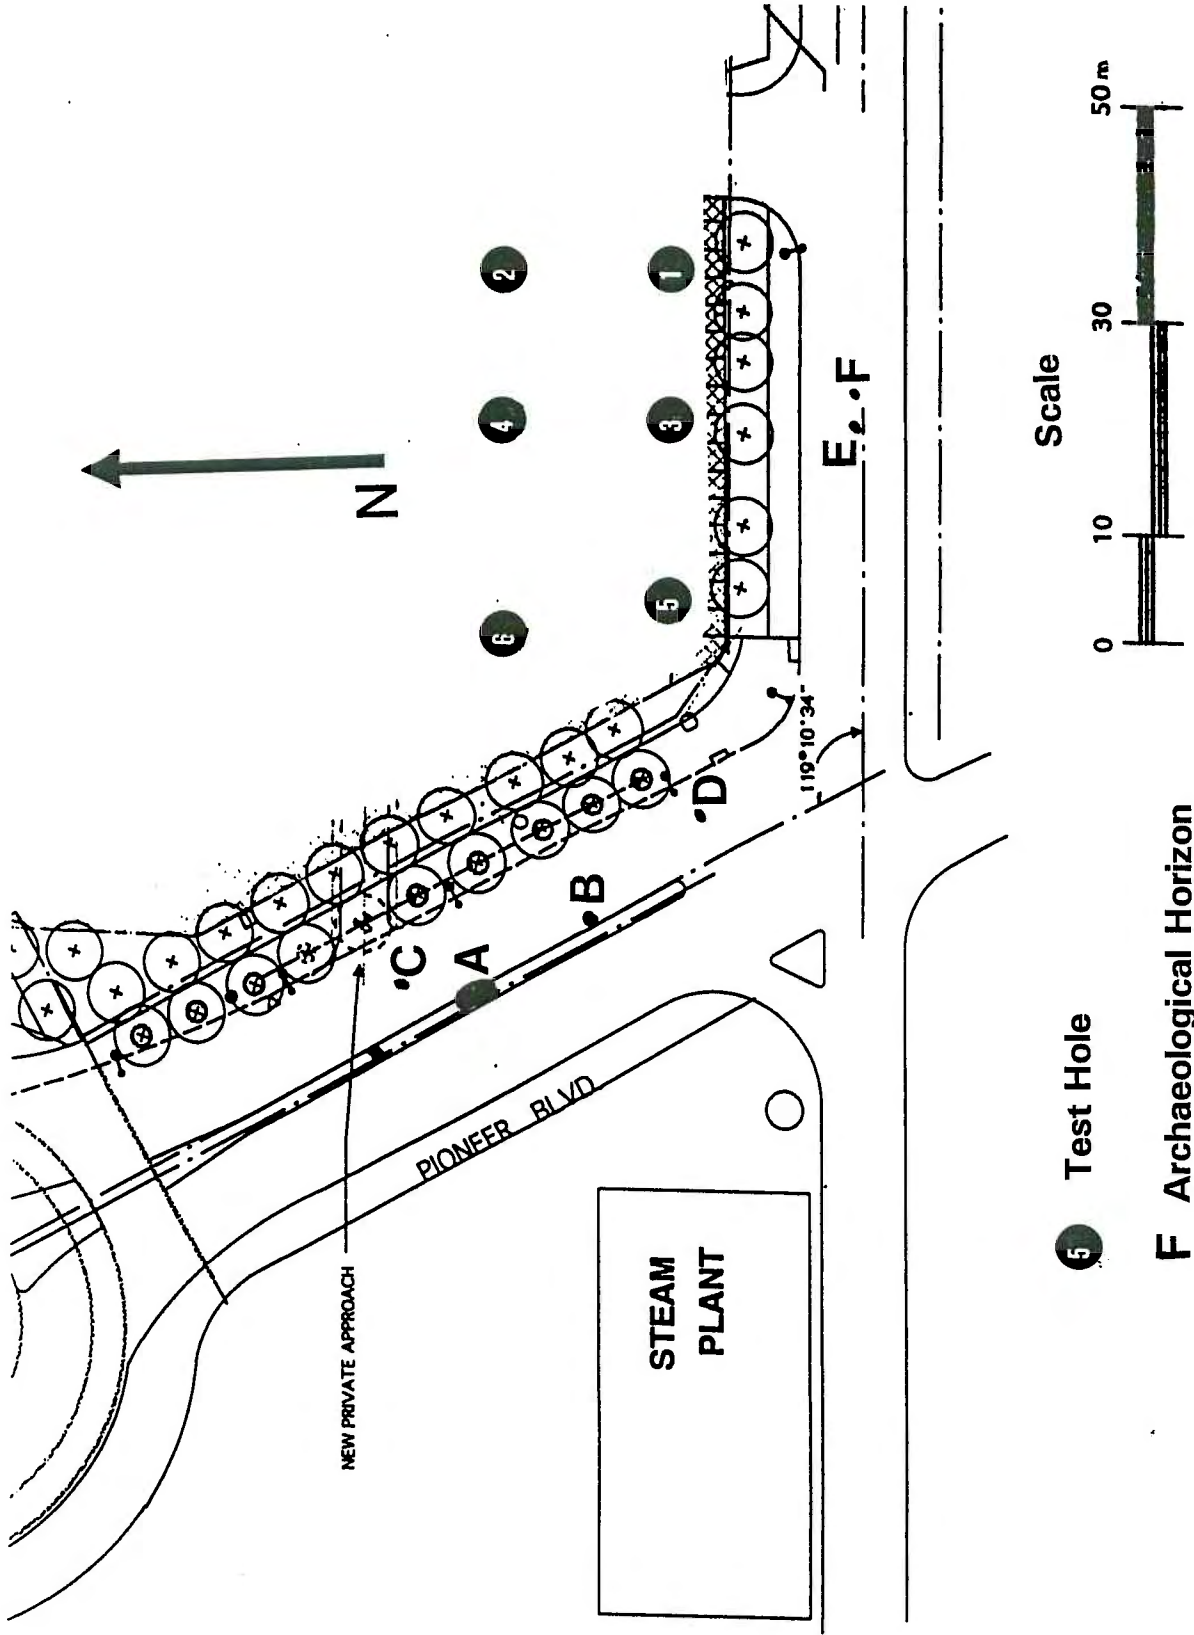 N
2
4
6
1
3
5
C
A
B
D
E
F
119°10'34"
NEW PRIVATE APPROACH
PIONEER BLVD.
STEAM
PLANT
Scale
0 10 30 50 m
5 Test Hole
F Archaeological Horizon